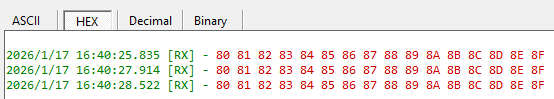 ASCII HEX Decimal Binary
2026/1/17 16:40:25.835 [RX] - 80 81 82 83 84 85 86 87 88 89 8A 8B 8C 8D 8E 8F
2026/1/17 16:40:27.914 [RX] - 80 81 82 83 84 85 86 87 88 89 8A 8B 8C 8D 8E 8F
2026/1/17 16:40:28.522 [RX] - 80 81 82 83 84 85 86 87 88 89 8A 8B 8C 8D 8E 8F